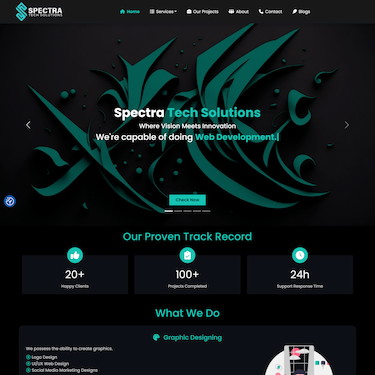 SPECTRA
TECH SOLUTIONS
Home Services Our Projects About Contact Blogs
Spectra Tech Solutions
Where Vision Meets Innovation
We're capable of doing Web Development.|
Check Now
Our Proven Track Record
20+ 100+ 24h
Happy Clients Projects Completed Support Response Time
What We Do
Graphic Designing
We possess the ability to create graphics.
Logo Design
UI/UX Web Design
Social Media Marketing Designs